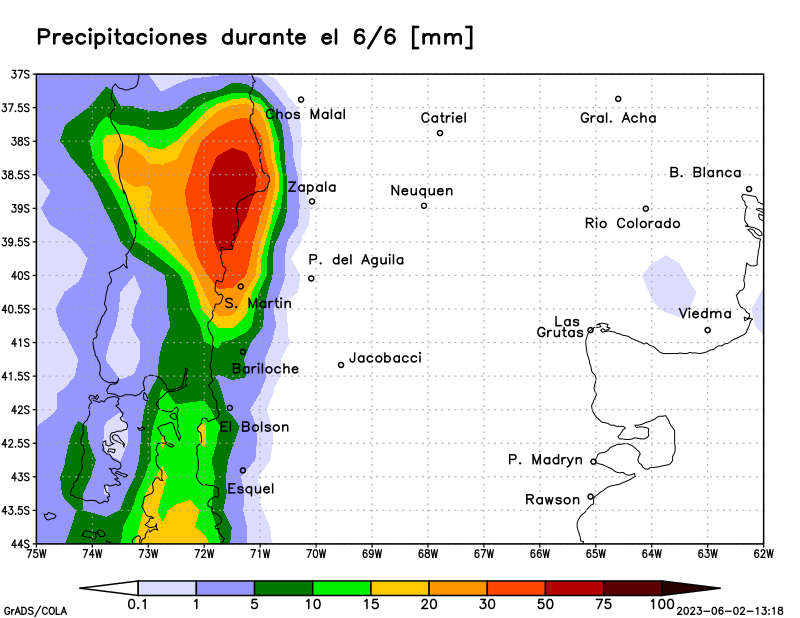 Precipitaciones durante el 6/6 [mm]
37S
37.5S
38S
38.5S
39S
39.5S
40S
40.5S
41S
41.5S
42S
42.5S
43S
43.5S
44S
Chos Malal
Catriel
Gral. Acha
B. Blanca
Zapala
Neuquen
Rio Colorado
P. del Aguila
S. Martin
Viedma
Las
Grutas
Jacobacci
Bariloche
El Bolson
P. Madryn
Esquel
Rawson
75W 74W 73W 72W 71W 70W 69W 68W 67W 66W 65W 64W 63W 62W
0.1 1 5 10 15 20 30 50 75 100
GrADS/COLA
2023-06-02-13:18